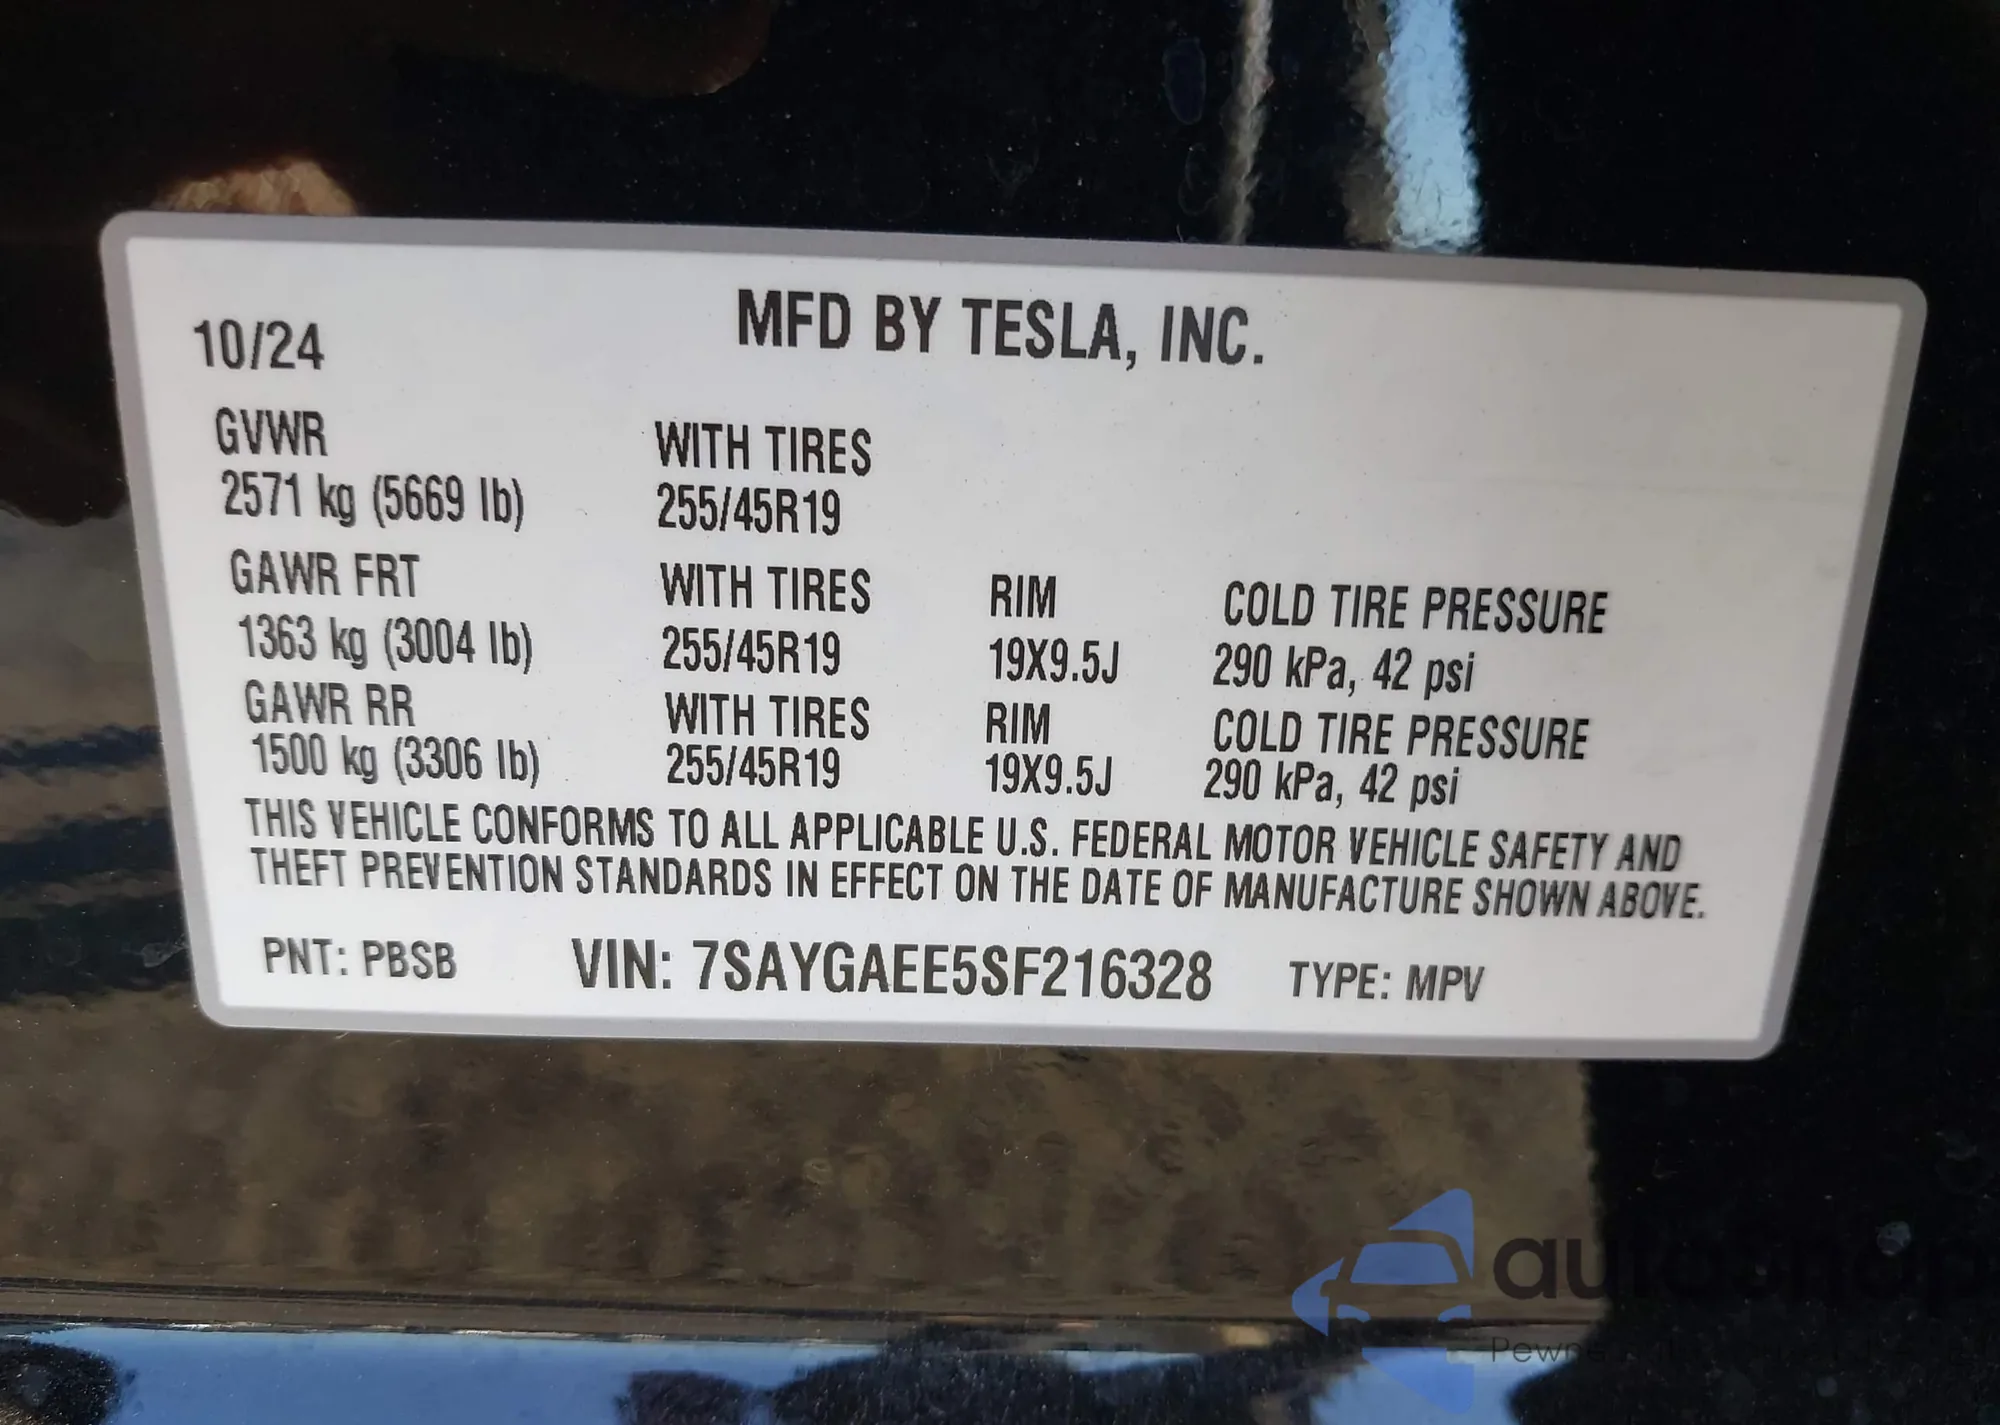 MFD BY TESLA, INC.
10/24
GVWR WITH TIRES
2571 kg (5669 lb) 255/45R19
GAWR FRT WITH TIRES RIM COLD TIRE PRESSURE
1363 kg (3004 lb) 255/45R19 19X9.5J 290 kPa, 42 psi
GAWR RR WITH TIRES RIM COLD TIRE PRESSURE
1500 kg (3306 lb) 255/45R19 19X9.5J 290 kPa, 42 psi
THIS VEHICLE CONFORMS TO ALL APPLICABLE U.S. FEDERAL MOTOR VEHICLE SAFETY AND
THEFT PREVENTION STANDARDS IN EFFECT ON THE DATE OF MANUFACTURE SHOWN ABOVE.
PNT: PBSB VIN: 7SAYGAEE5SF216328 TYPE: MPV
autosnap